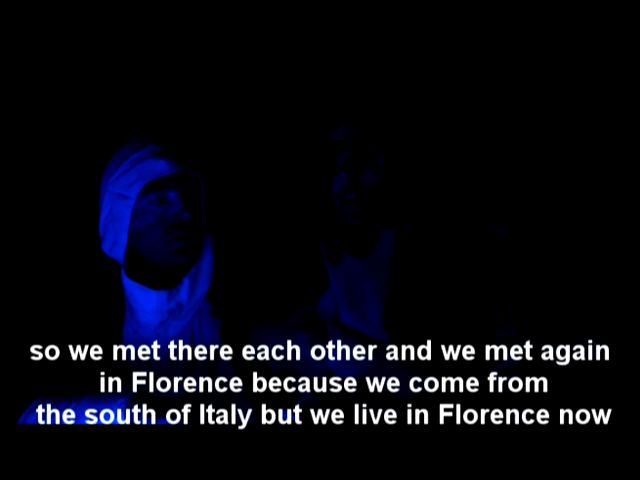 so we met there each other and we met again
in Florence because we come from
the south of Italy but we live in Florence now